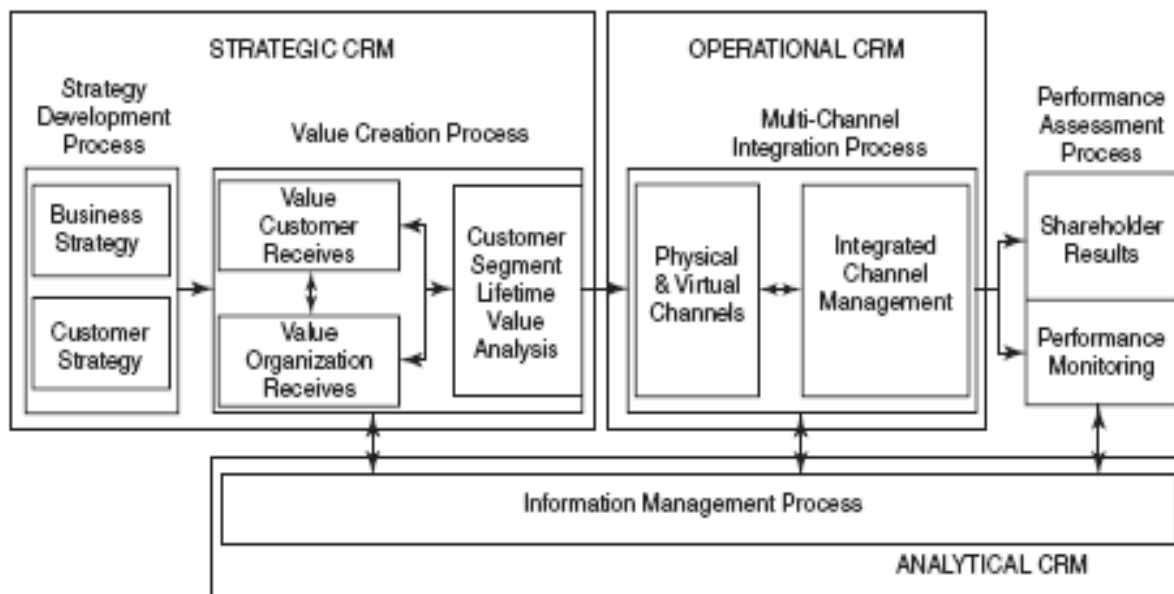 STRATEGIC CRM
OPERATIONAL CRM
Strategy
Development
Process
Value Creation Process
Multi-Channel
Integration Process
Performance
Assessment
Process
Business
Strategy
Customer
Strategy
Value
Customer
Receives
Value
Organization
Receives
Customer
Segment
Lifetime
Value
Analysis
Physical
& Virtual
Channels
Integrated
Channel
Management
Shareholder
Results
Performance
Monitoring
Information Management Process
ANALYTICAL CRM